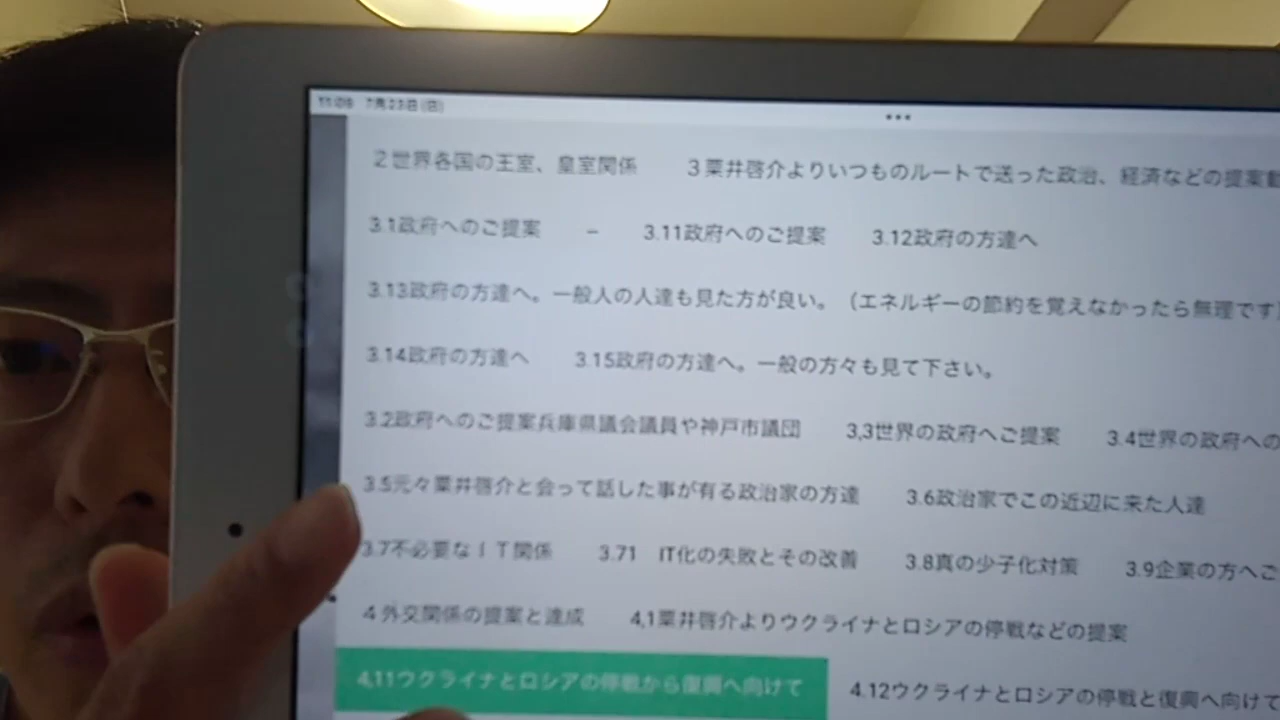 11:09 7月23日(日)
2世界各国の王室、皇室関係 3粟井啓介よりいつものルートで送った政治、経済などの提案
3.1政府へのご提案 – 3.11政府へのご提案 3.12政府の方達へ
3.13政府の方達へ。一般人の人達も見た方が良い。（エネルギーの節約を覚えなかったら無理です
3.14政府の方達へ 3.15政府の方達へ。一般の方々も見て下さい。
3.2政府へのご提案兵庫県議会議員や神戸市議団 3,3世界の政府へご提案 3.4世界の政府への
3.5元々粟井啓介と会って話した事が有る政治家の方達 3.6政治家でこの近辺に来た人達
3.7不必要なＩＴ関係 3.71 IT化の失敗とその改善 3.8真の少子化対策 3.9企業の方へご
4外交関係の提案と達成 4,1粟井啓介よりウクライナとロシアの停戦などの提案
4,11ウクライナとロシアの停戦から復興へ向けて 4.12ウクライナとロシアの停戦と復興へ向けて